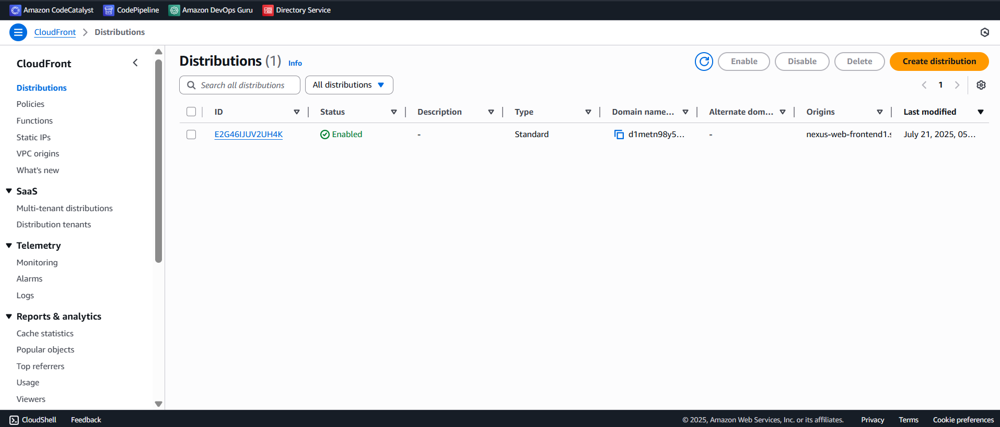 Amazon CodeCatalyst CodePipeline Amazon DevOps Guru Directory Service
CloudFront Distributions
CloudFront
Distributions
Policies
Functions
Static IPs
VPC origins
What's new
SaaS
Multi-tenant distributions
Distribution tenants
Telemetry
Monitoring
Alarms
Logs
Reports & analytics
Cache statistics
Popular objects
Top referrers
Usage
Viewers
Distributions (1) Info
Enable Disable Delete Create distribution
Search all distributions All distributions 1
ID Status Description Type Domain name... Alternate dom... Origins Last modified
E2G46IJUV2UH4K Enabled - Standard d1metn98y5... - nexus-web-frontend1.s July 21, 2025, 05...
CloudShell Feedback © 2025, Amazon Web Services, Inc. or its affiliates. Privacy Terms Cookie preferences